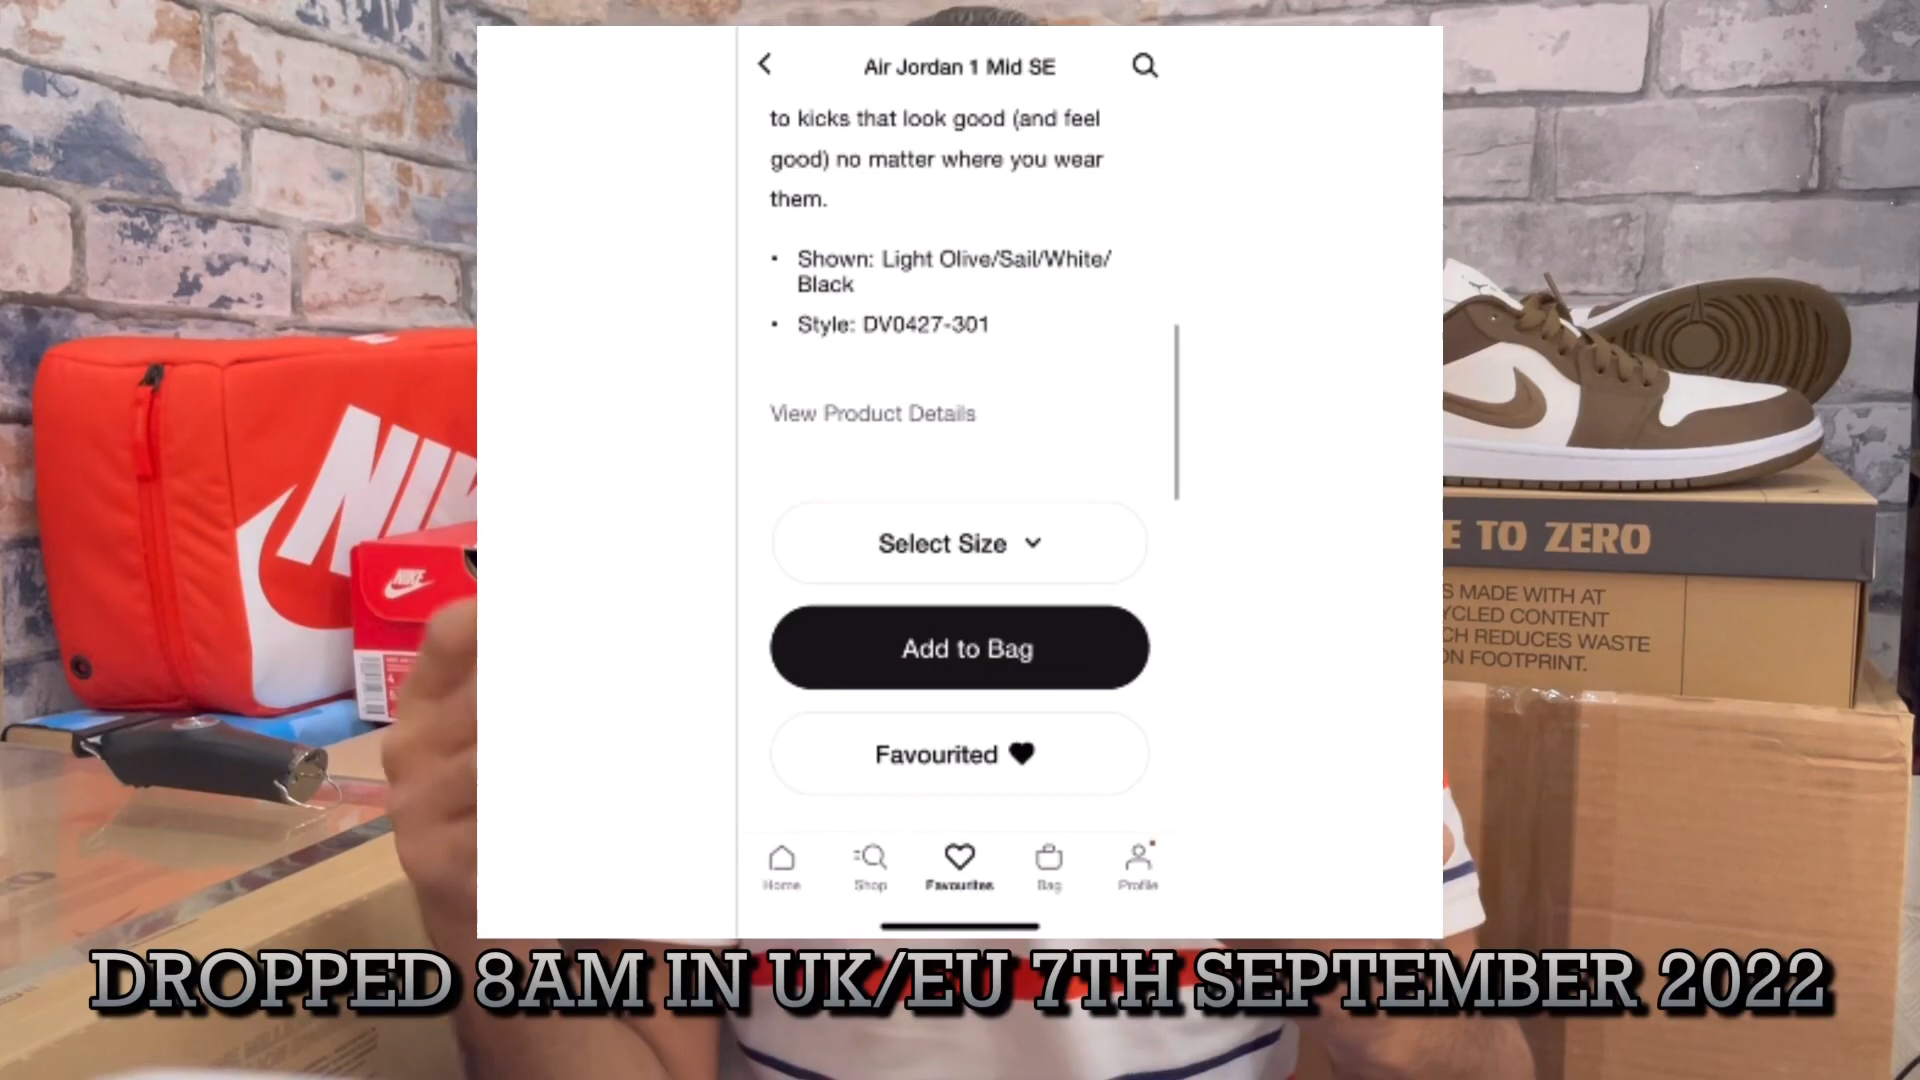 Air Jordan 1 Mid SE
to kicks that look good (and feel
good) no matter where you wear
them.
• Shown: Light Olive/Sail/White/
Black
• Style: DV0427-301
View Product Details
Select Size
Add to Bag
Favourited
Home Shop Favourites Bag Profile
NIK
NIKE
E TO ZERO
S MADE WITH AT
YCLED CONTENT
CH REDUCES WASTE
ON FOOTPRINT.
DROPPED 8AM IN UK/EU 7TH SEPTEMBER 2022